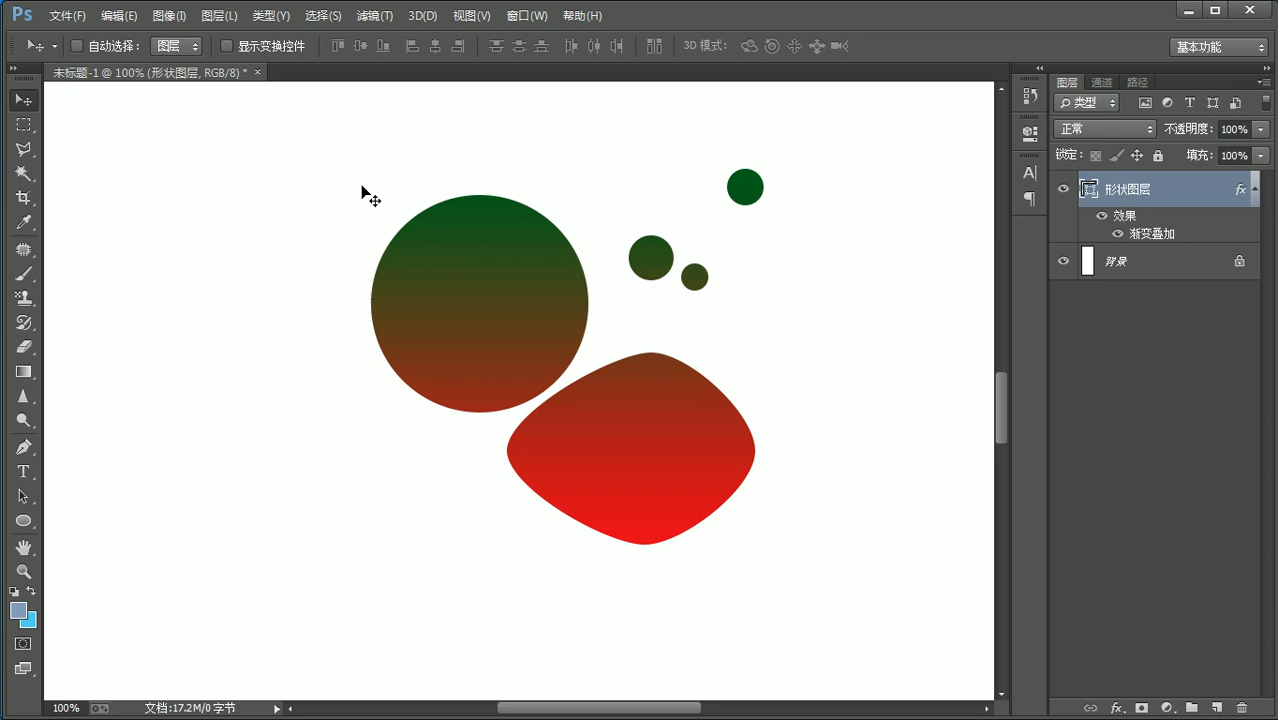 Ps 文件(F) 编辑(E) 图像(I) 图层(L) 类型(Y) 选择(S) 滤镜(T) 3D(D) 视图(V) 窗口(W) 帮助(H)
自动选择: 图层 显示变换控件 3D 模式: 基本功能
未标题-1 @ 100% (形状图层, RGB/8) * ×
图层 通道 路径
类型
正常 不透明度: 100%
锁定: 填充: 100%
形状图层 fx
效果
渐变叠加
背景
100% 文档:17.2M/0 字节